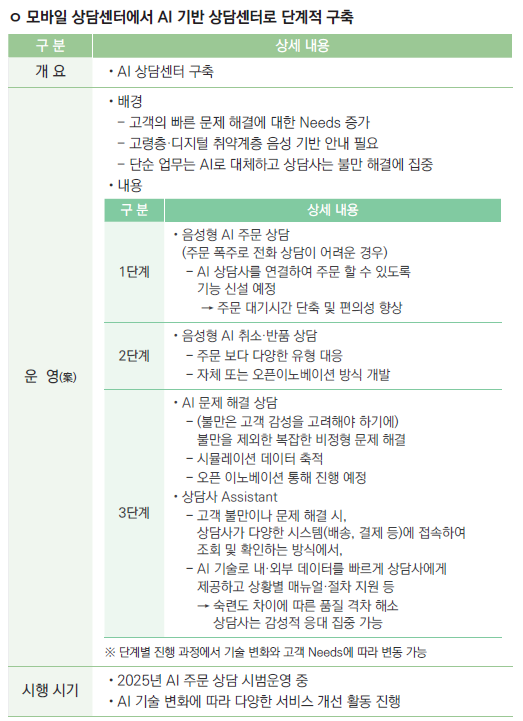 ㅇ 모바일 상담센터에서 AI 기반 상담센터로 단계적 구축
구 분 상세 내용
개 요 • AI 상담센터 구축
운 영(案)
• 배경
– 고객의 빠른 문제 해결에 대한 Needs 증가
– 고령층·디지털 취약계층 음성 기반 안내 필요
– 단순 업무는 AI로 대체하고 상담사는 불만 해결에 집중
• 내용
구 분 상세 내용
1단계
• 음성형 AI 주문 상담
(주문 폭주로 전화 상담이 어려운 경우)
– AI 상담사를 연결하여 주문 할 수 있도록
기능 신설 예정
→ 주문 대기시간 단축 및 편의성 향상
2단계
• 음성형 AI 취소·반품 상담
– 주문 보다 다양한 유형 대응
– 자체 또는 오픈이노베이션 방식 개발
3단계
• AI 문제 해결 상담
– (불만은 고객 감성을 고려해야 하기에)
불만을 제외한 복잡한 비정형 문제 해결
– 시뮬레이션 데이터 축적
– 오픈 이노베이션 통해 진행 예정
• 상담사 Assistant
– 고객 불만이나 문제 해결 시,
상담사가 다양한 시스템(배송, 결제 등)에 접속하여
조회 및 확인하는 방식에서,
– AI 기술로 내·외부 데이터를 빠르게 상담사에게
제공하고 상황별 매뉴얼·절차 지원 등
→ 숙련도 차이에 따른 품질 격차 해소
상담사는 감성적 응대 집중 가능
※ 단계별 진행 과정에서 기술 변화와 고객 Needs에 따라 변동 가능
시행 시기
• 2025년 AI 주문 상담 시범운영 중
• AI 기술 변화에 따라 다양한 서비스 개선 활동 진행